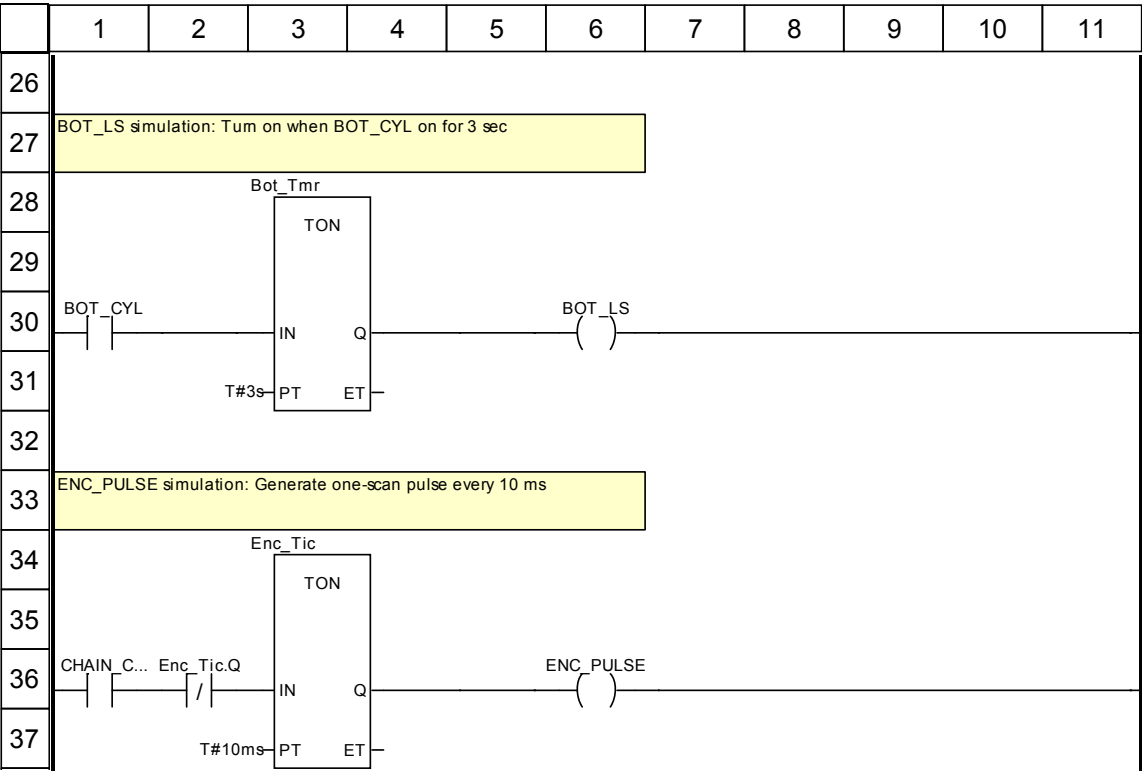 1 2 3 4 5 6 7 8 9 10 11
26
27 BOT_LS simulation: Turn on when BOT_CYL on for 3 sec
28 Bot_Tmr
TON
29
BOT_CYL BOT_LS
30 IN Q
31 T#3s PT ET
32
33 ENC_PULSE simulation: Generate one-scan pulse every 10 ms
34 Enc_Tic
TON
35
CHAIN_C... Enc_Tic.Q ENC_PULSE
36 / IN Q
37 T#10ms PT ET